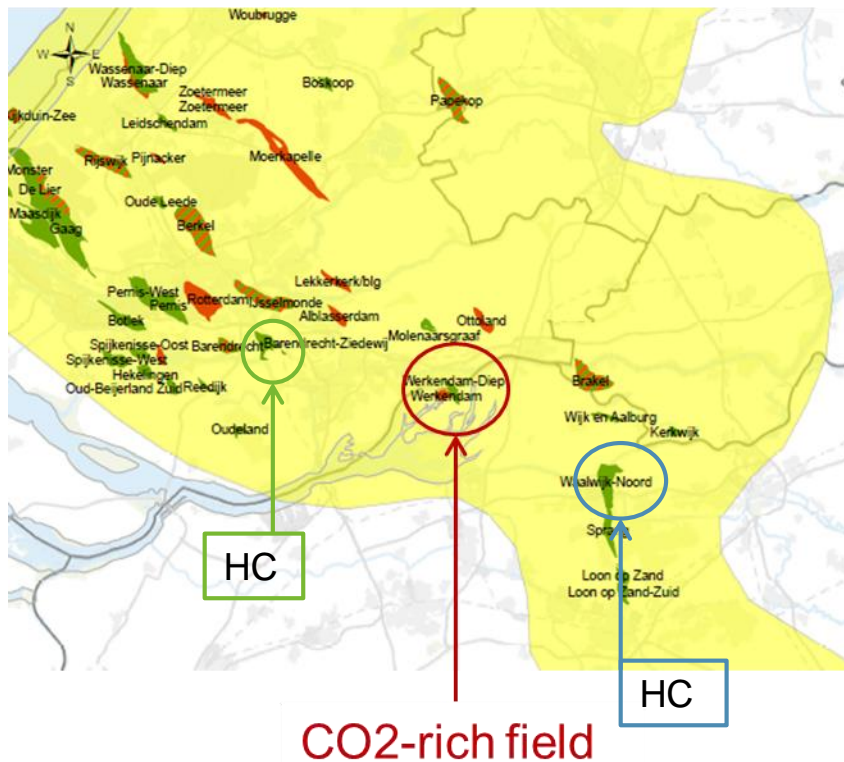 Woubrugge
N
W E
S
Wassenaar-Diep
Wassenaar
Boskoop
Zoetermeer
Zoetermeer
Papekop
ijkduin-Zee
Leidschendam
Moerkapelle
Rijswijk
Pijnacker
Monster
De Lier
Maasdijk
Gaag
Oude Leede
Berkel
Lekkerkerk/blg
Pernis-West
Pernis
Rotterdam
IJsselmonde
Alblasserdam
Ottoland
Botlek
Molenaarsgraaf
Spijkenisse-Oost
Barendrecht
Barendrecht-Ziedewij
Spijkenisse-West
Hekelingen
Oud-Beijerland Zuid
Reedijk
Werkendam-Diep
Werkendam
Brakel
Wijk en Aalburg
Kerkwijk
Oudeland
Waalwijk-Noord
Sprang
HC
Loon op Zand
Loon op Zand-Zuid
HC
CO2-rich field